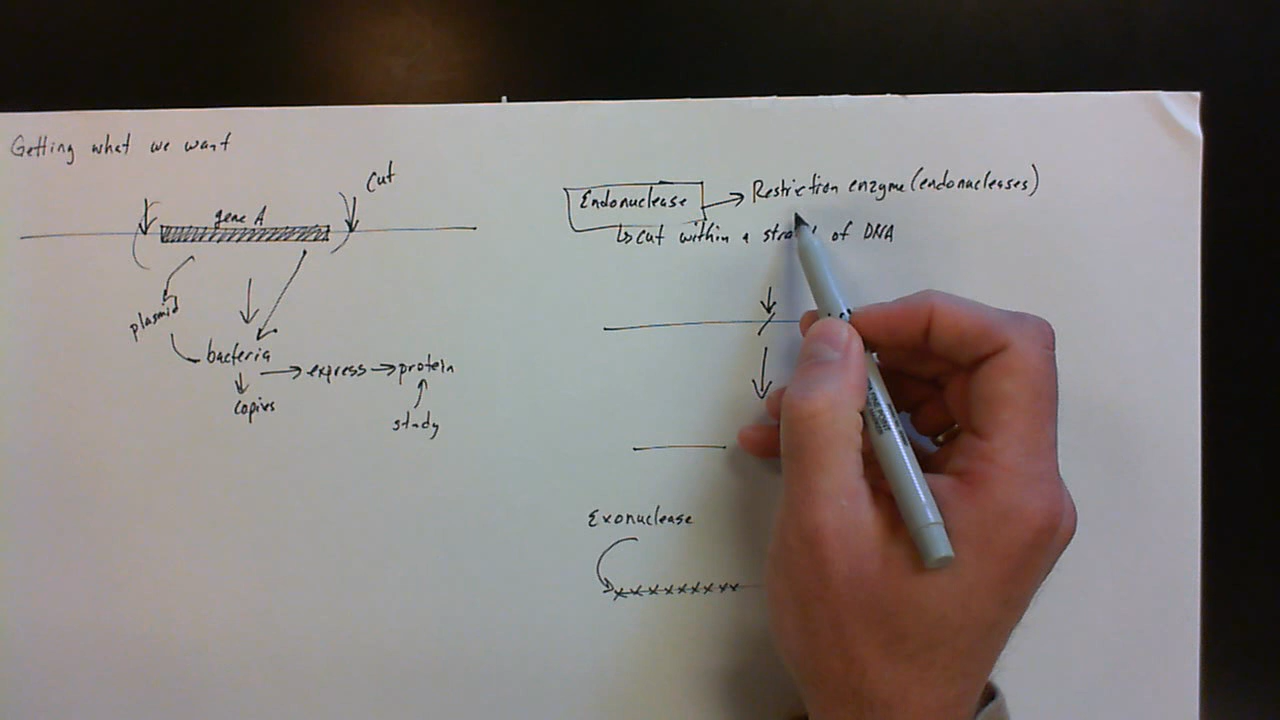 Getting what we want
Cut
gene A
plasmid
bacteria
express
protein
copies
study
Endonuclease
Restriction enzyme (endonucleases)
cut within a of DNA
Exonuclease